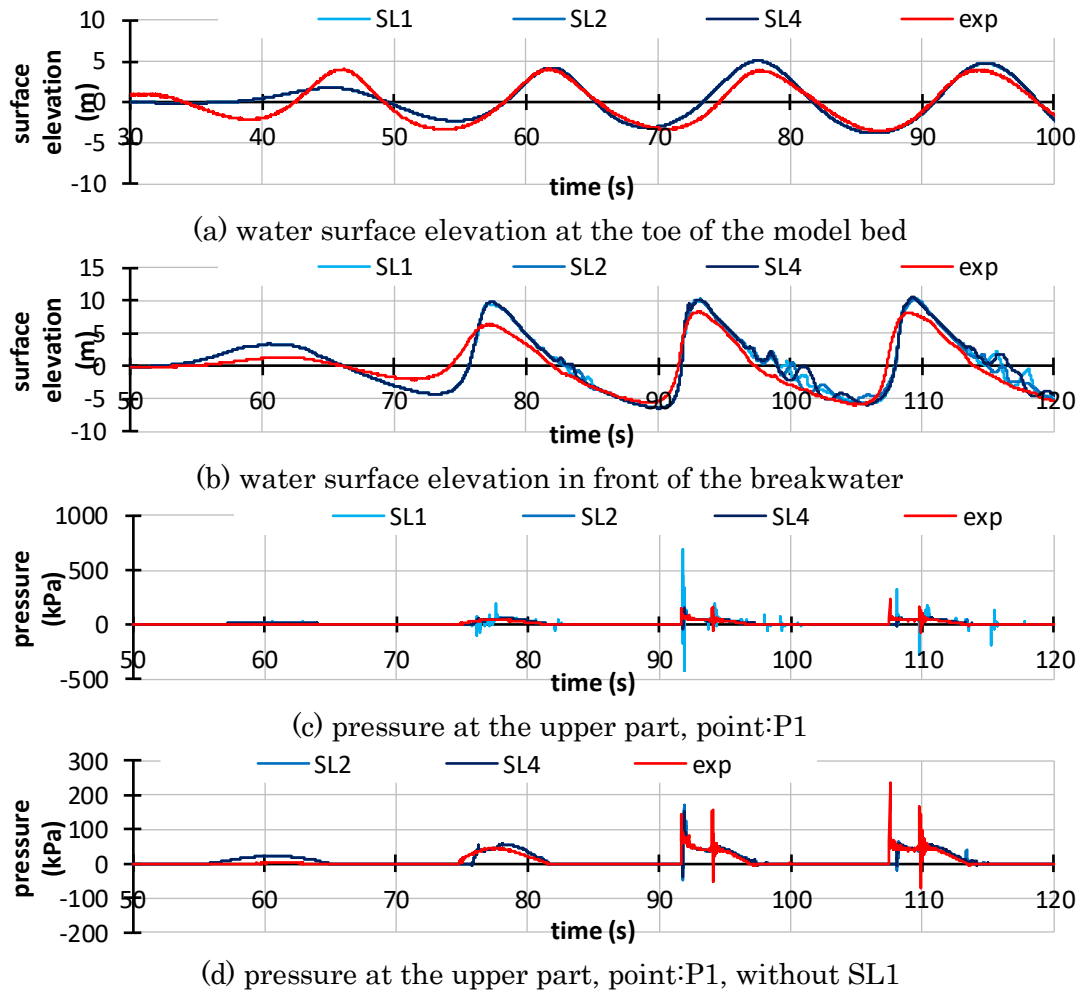 SL1 SL2 SL4 exp
surface
elevation
(m)
10
5
0
-5
-10
30 40 50 60 70 80 90 100
time (s)
(a) water surface elevation at the toe of the model bed
SL1 SL2 SL4 exp
surface
elevation
(m)
15
10
5
0
-5
-10
50 60 70 80 90 100 110 120
time (s)
(b) water surface elevation in front of the breakwater
SL1 SL2 SL4 exp
pressure
(kPa)
1000
500
0
-500
50 60 70 80 90 100 110 120
time (s)
(c) pressure at the upper part, point:P1
SL2 SL4 exp
pressure
(kPa)
300
200
100
0
-100
-200
50 60 70 80 90 100 110 120
time (s)
(d) pressure at the upper part, point:P1, without SL1